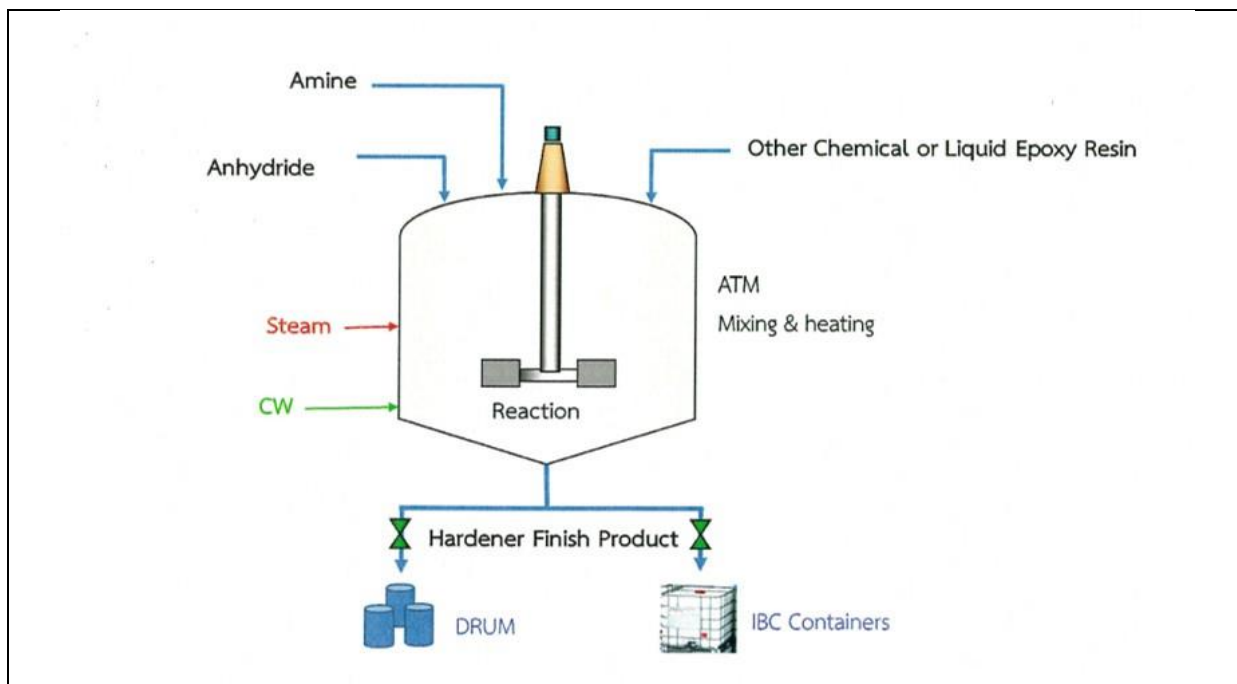 Amine
Anhydride
Other Chemical or Liquid Epoxy Resin
ATM
Mixing & heating
Steam
CW
Reaction
Hardener Finish Product
DRUM
IBC Containers